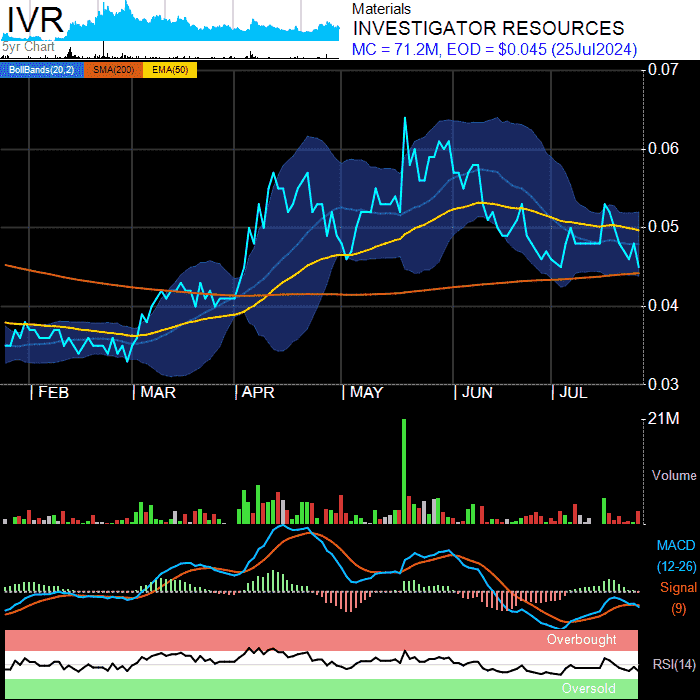 IVR
5yr Chart
Materials
INVESTIGATOR RESOURCES
MC = 71.2M, EOD = $0.045 (25Jul2024)
BollBands(20,2) SMA(200) EMA(50)
0.07
0.06
0.05
0.04
0.03
FEB MAR APR MAY JUN JUL
21M
Volume
MACD
(12-26)
Signal
(9)
Overbought
RSI(14)
Oversold